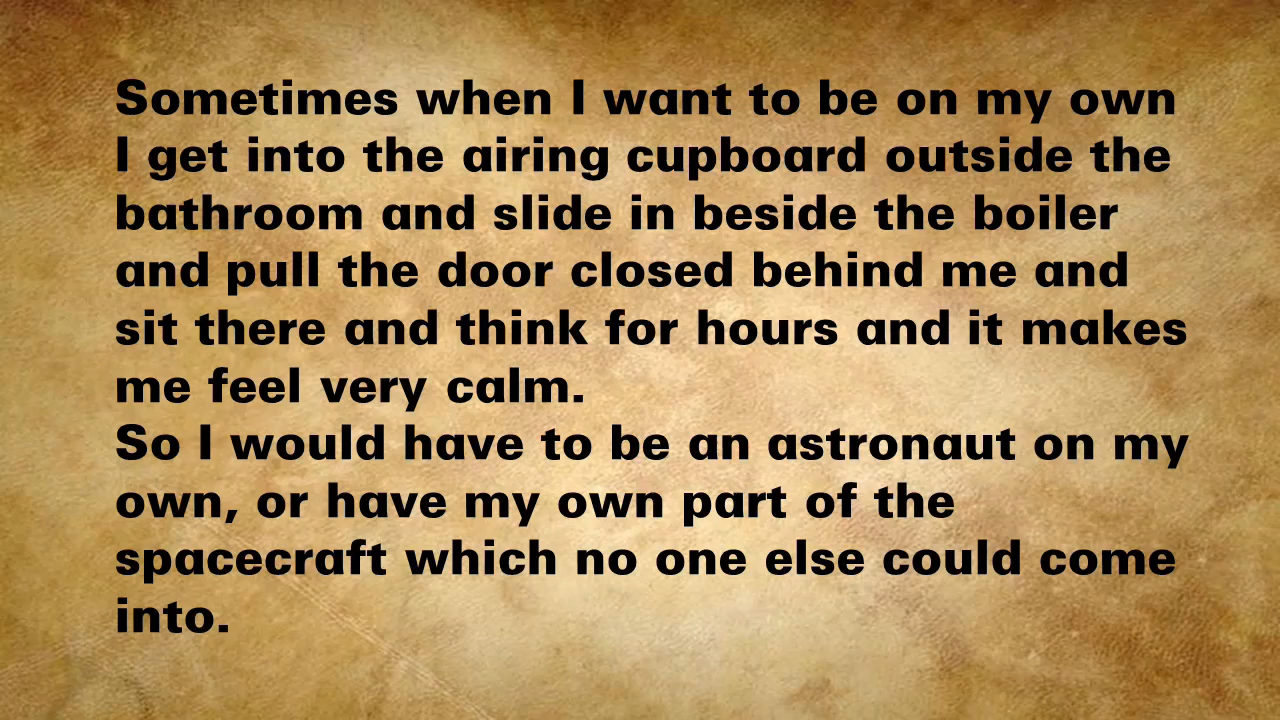 Sometimes when I want to be on my own
I get into the airing cupboard outside the
bathroom and slide in beside the boiler
and pull the door closed behind me and
sit there and think for hours and it makes
me feel very calm.
So I would have to be an astronaut on my
own, or have my own part of the
spacecraft which no one else could come
into.